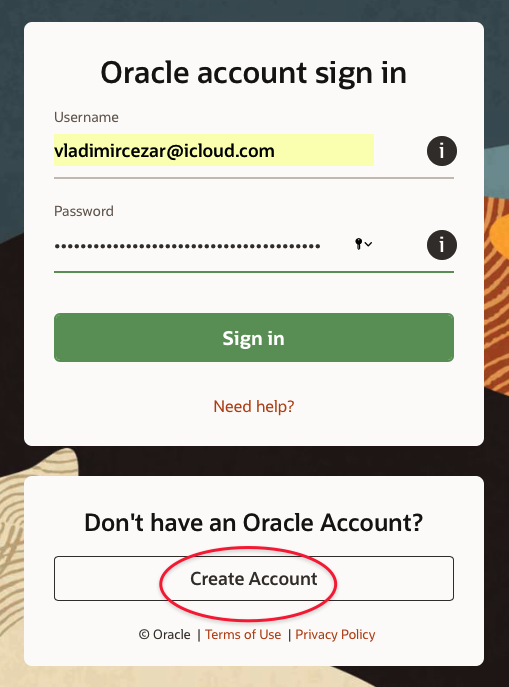 Oracle account sign in
Username
vladimircezar@icloud.com
Password
Sign in
Need help?
Don't have an Oracle Account?
Create Account
© Oracle | Terms of Use | Privacy Policy